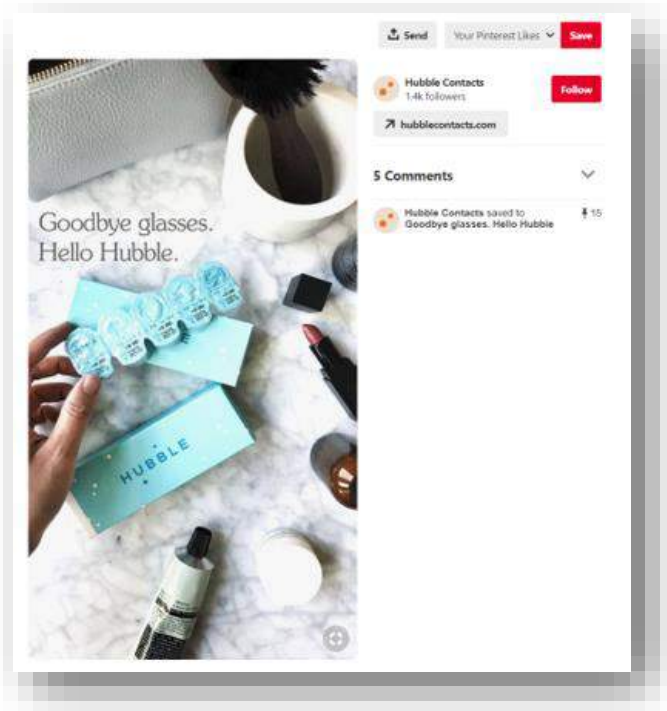 Send
Your Pinterest Likes
Save
Hubble Contacts
1.4k followers
Follow
hubblecontacts.com
5 Comments
Hubble Contacts saved to
15
Goodbye glasses. Hello Hubble
Goodbye glasses.
Hello Hubble.
HUBBLE